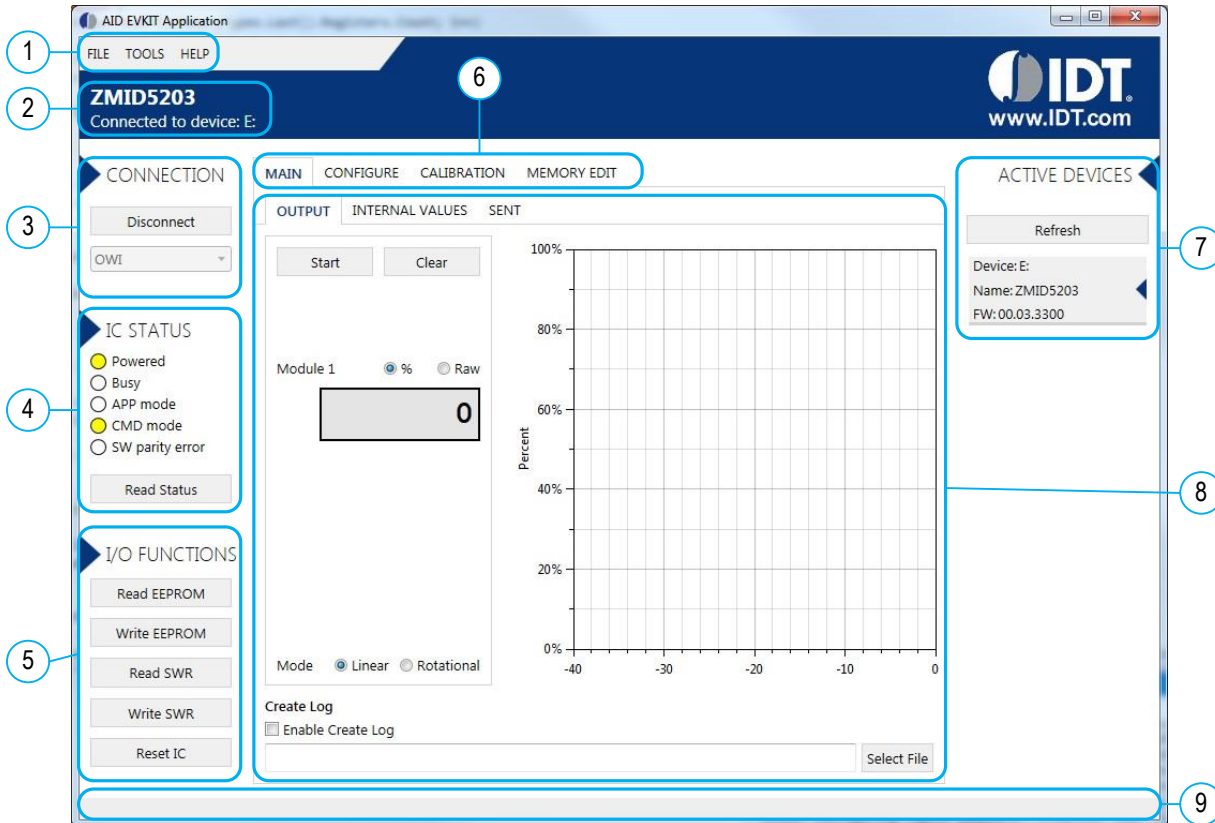 AID EVKIT Application
FILE TOOLS HELP
ZMID5203
Connected to device: E:
IDT.
www.IDT.com
1
2
3
4
5
6
7
8
9
CONNECTION
Disconnect
OWI
IC STATUS
Powered
Busy
APP mode
CMD mode
SW parity error
Read Status
I/O FUNCTIONS
Read EEPROM
Write EEPROM
Read SWR
Write SWR
Reset IC
MAIN CONFIGURE CALIBRATION MEMORY EDIT
OUTPUT INTERNAL VALUES SENT
Start Clear
Module 1 % Raw
0
Mode Linear Rotational
Percent
100%
80%
60%
40%
20%
0%
-40 -30 -20 -10 0
Create Log
Enable Create Log
Select File
ACTIVE DEVICES
Refresh
Device: E:
Name: ZMID5203
FW: 00.03.3300